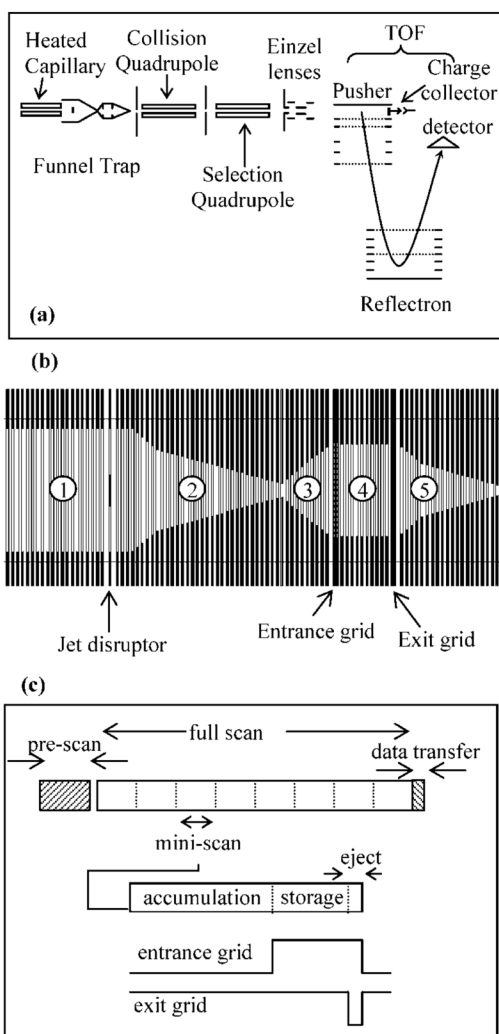 TOF
Heated
Capillary
Collision
Quadrupole
Einzel
lenses
Pusher
Charge
collector
detector
Funnel Trap
Selection
Quadrupole
Reflectron
(a)
(b)
1
2
3
4
5
Jet disruptor
Entrance grid
Exit grid
(c)
full scan
pre-scan
data transfer
mini-scan
eject
accumulation
storage
entrance grid
exit grid